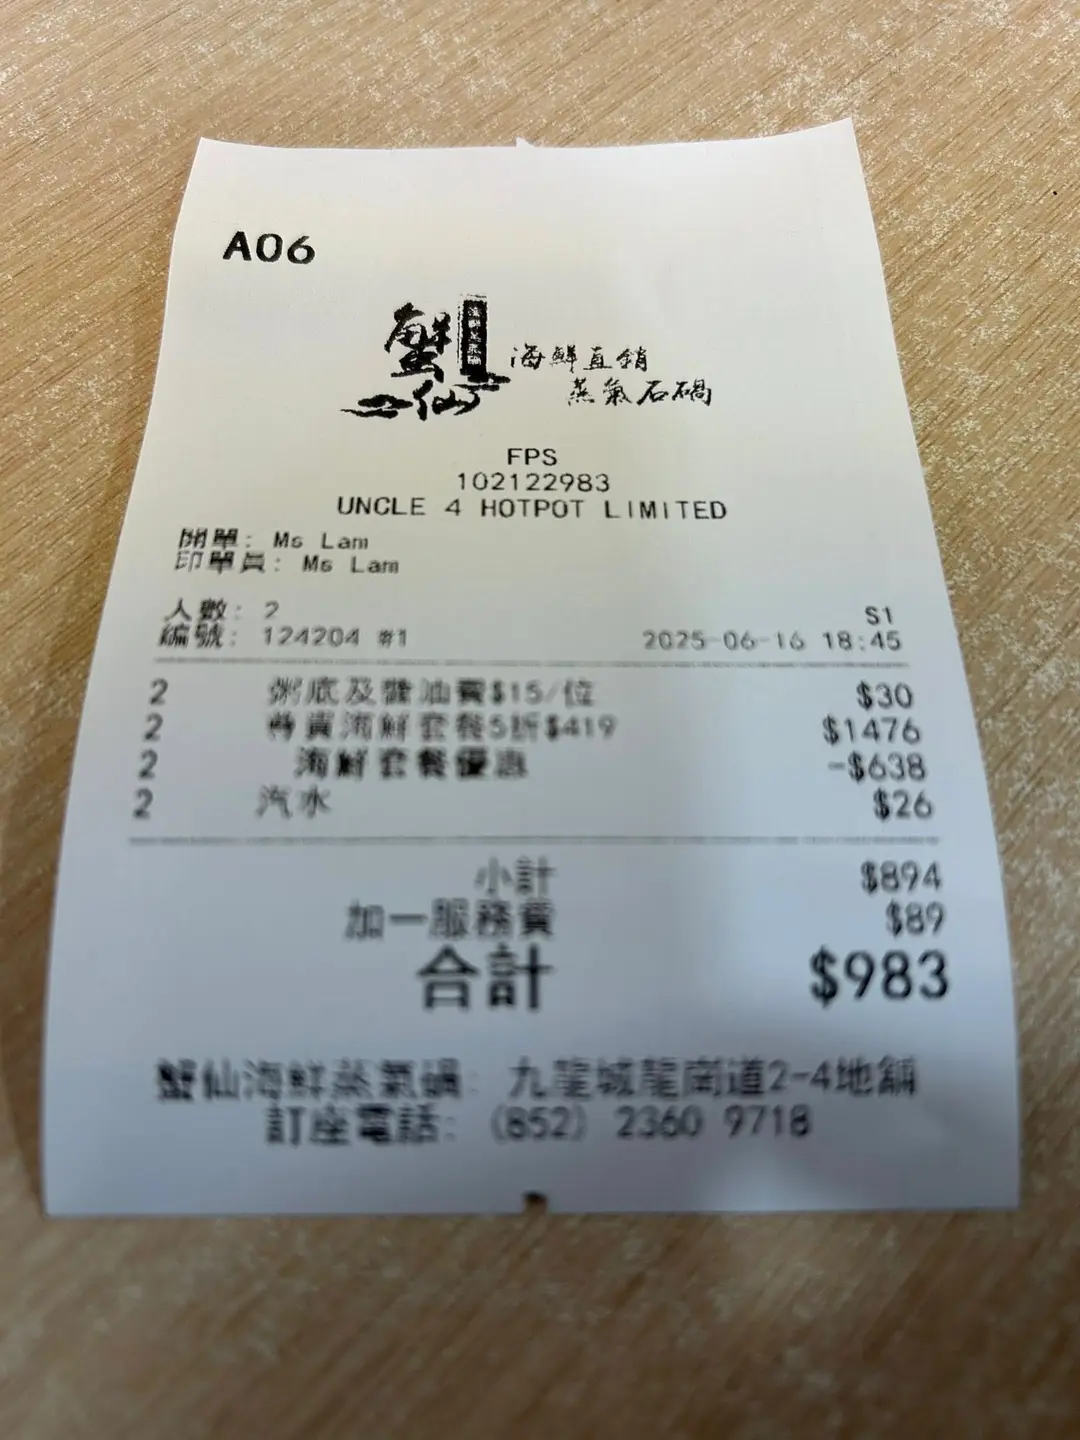 A06
蟹仙
海鮮直銷
蒸氣石鍋
FPS
102122983
UNCLE 4 HOTPOT LIMITED
開單: Ms Lam
印單員: Ms Lam
人數: 2 S1
編號: 124204 #1 2025-06-16 18:45
2 粥底及醬油費$15/位 $30
2 尊貴海鮮套餐5折$419 $1476
2 海鮮套餐優惠 -$638
2 汽水 $26
小計 $894
加一服務費 $89
合計 $983
蟹仙海鮮蒸氣鍋: 九龍城龍崗道2-4地舖
訂座電話: (852) 2360 9718